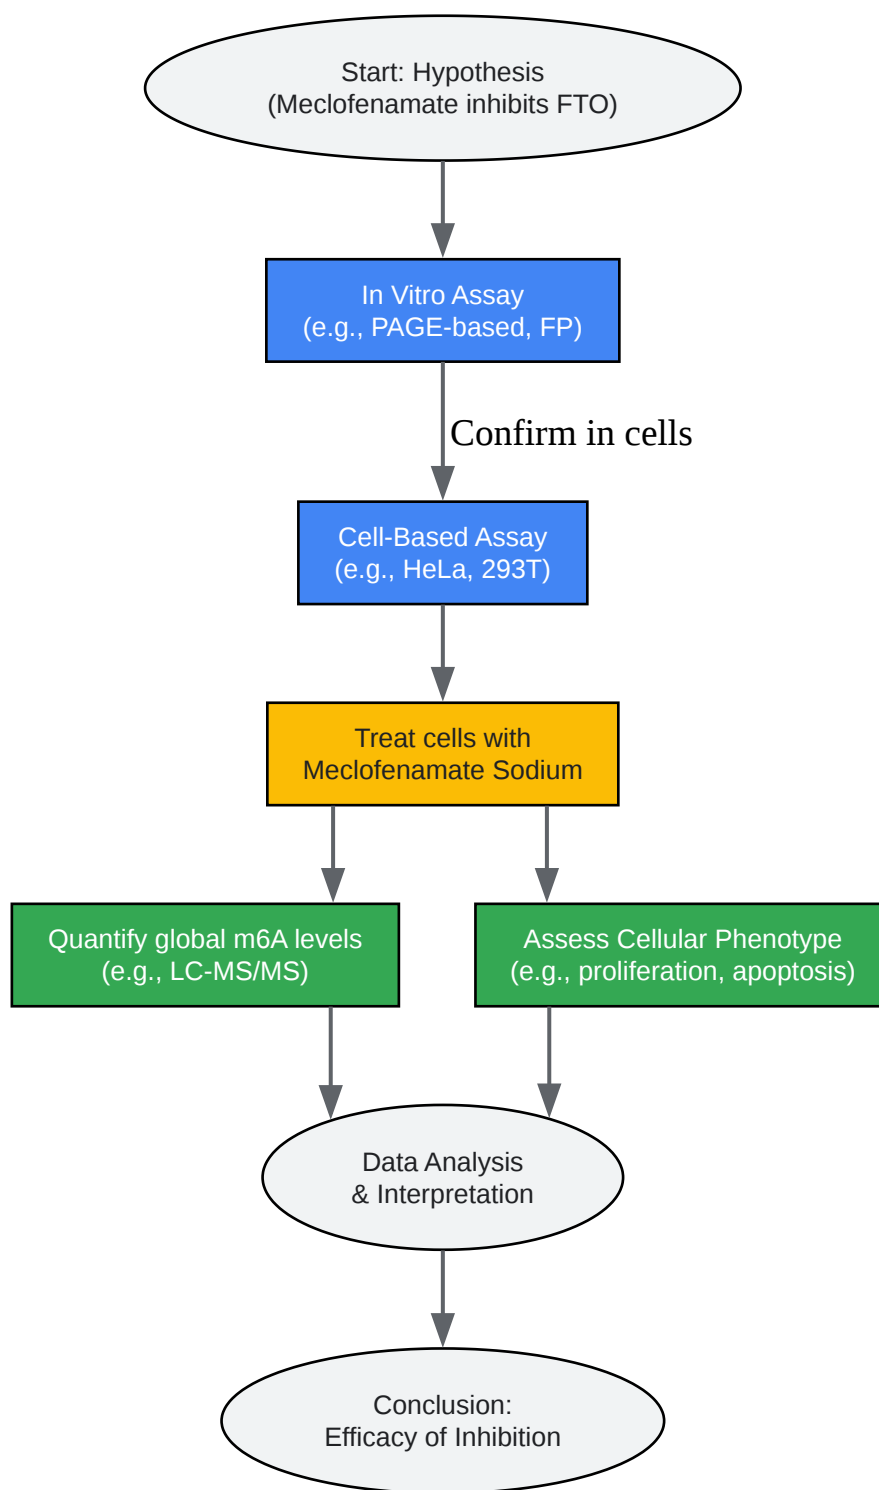 Start: Hypothesis
(Meclofenamate inhibits FTO)
In Vitro Assay
(e.g., PAGE-based, FP)
Confirm in cells
Cell-Based Assay
(e.g., HeLa, 293T)
Treat cells with
Meclofenamate Sodium
Quantify global m6A levels
(e.g., LC-MS/MS)
Assess Cellular Phenotype
(e.g., proliferation, apoptosis)
Data Analysis
& Interpretation
Conclusion:
Efficacy of Inhibition